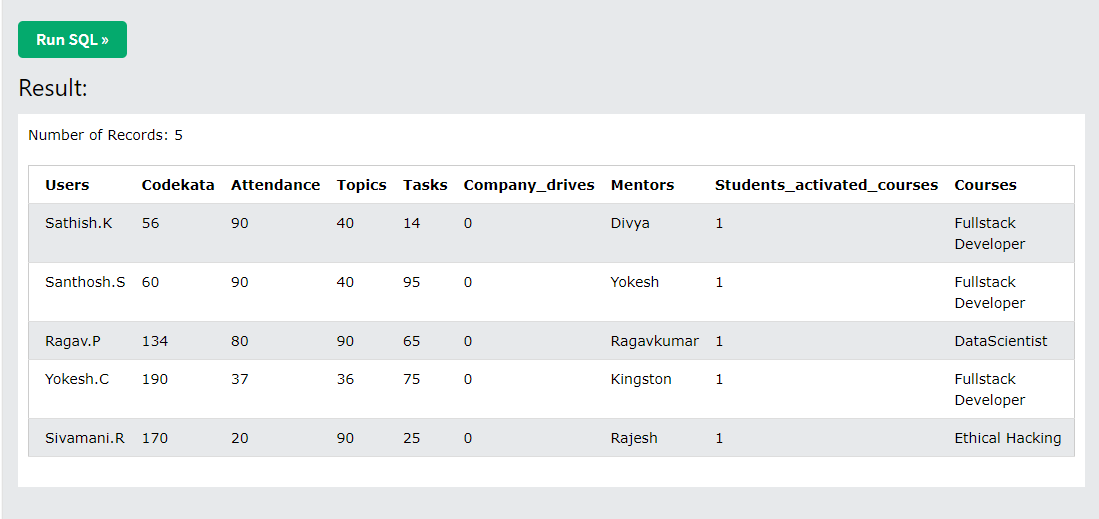 Run SQL »
Result:
Number of Records: 5
Users Codekata Attendance Topics Tasks Company_drives Mentors Students_activated_courses Courses
Sathish.K 56 90 40 14 0 Divya 1 Fullstack
Developer
Santhosh.S 60 90 40 95 0 Yokesh 1 Fullstack
Developer
Ragav.P 134 80 90 65 0 Ragavkumar 1 DataScientist
Yokesh.C 190 37 36 75 0 Kingston 1 Fullstack
Developer
Sivamani.R 170 20 90 25 0 Rajesh 1 Ethical Hacking